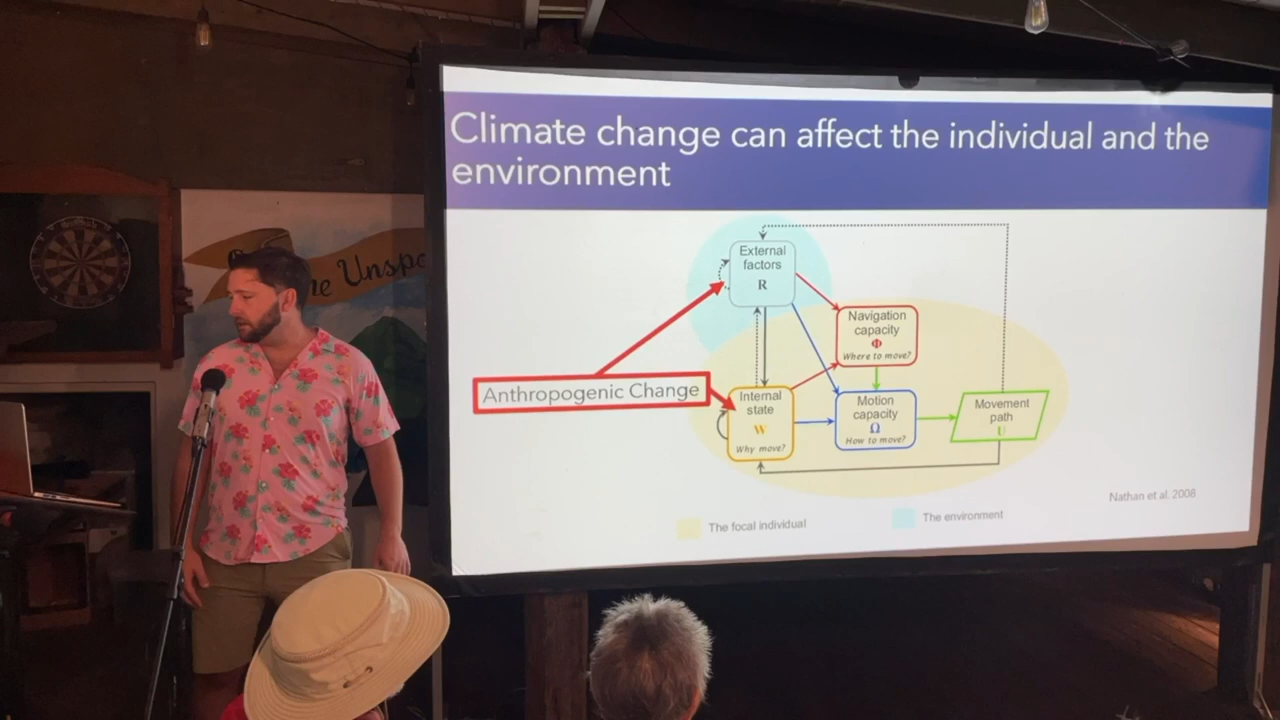 Climate change can affect the individual and the
environment
External
factors
R
Navigation
capacity
Φ
Where to move?
Anthropogenic Change
Internal
state
W
Why move?
Motion
capacity
Ω
How to move?
Movement
path
U
Nathan et al. 2008
The focal individual
The environment